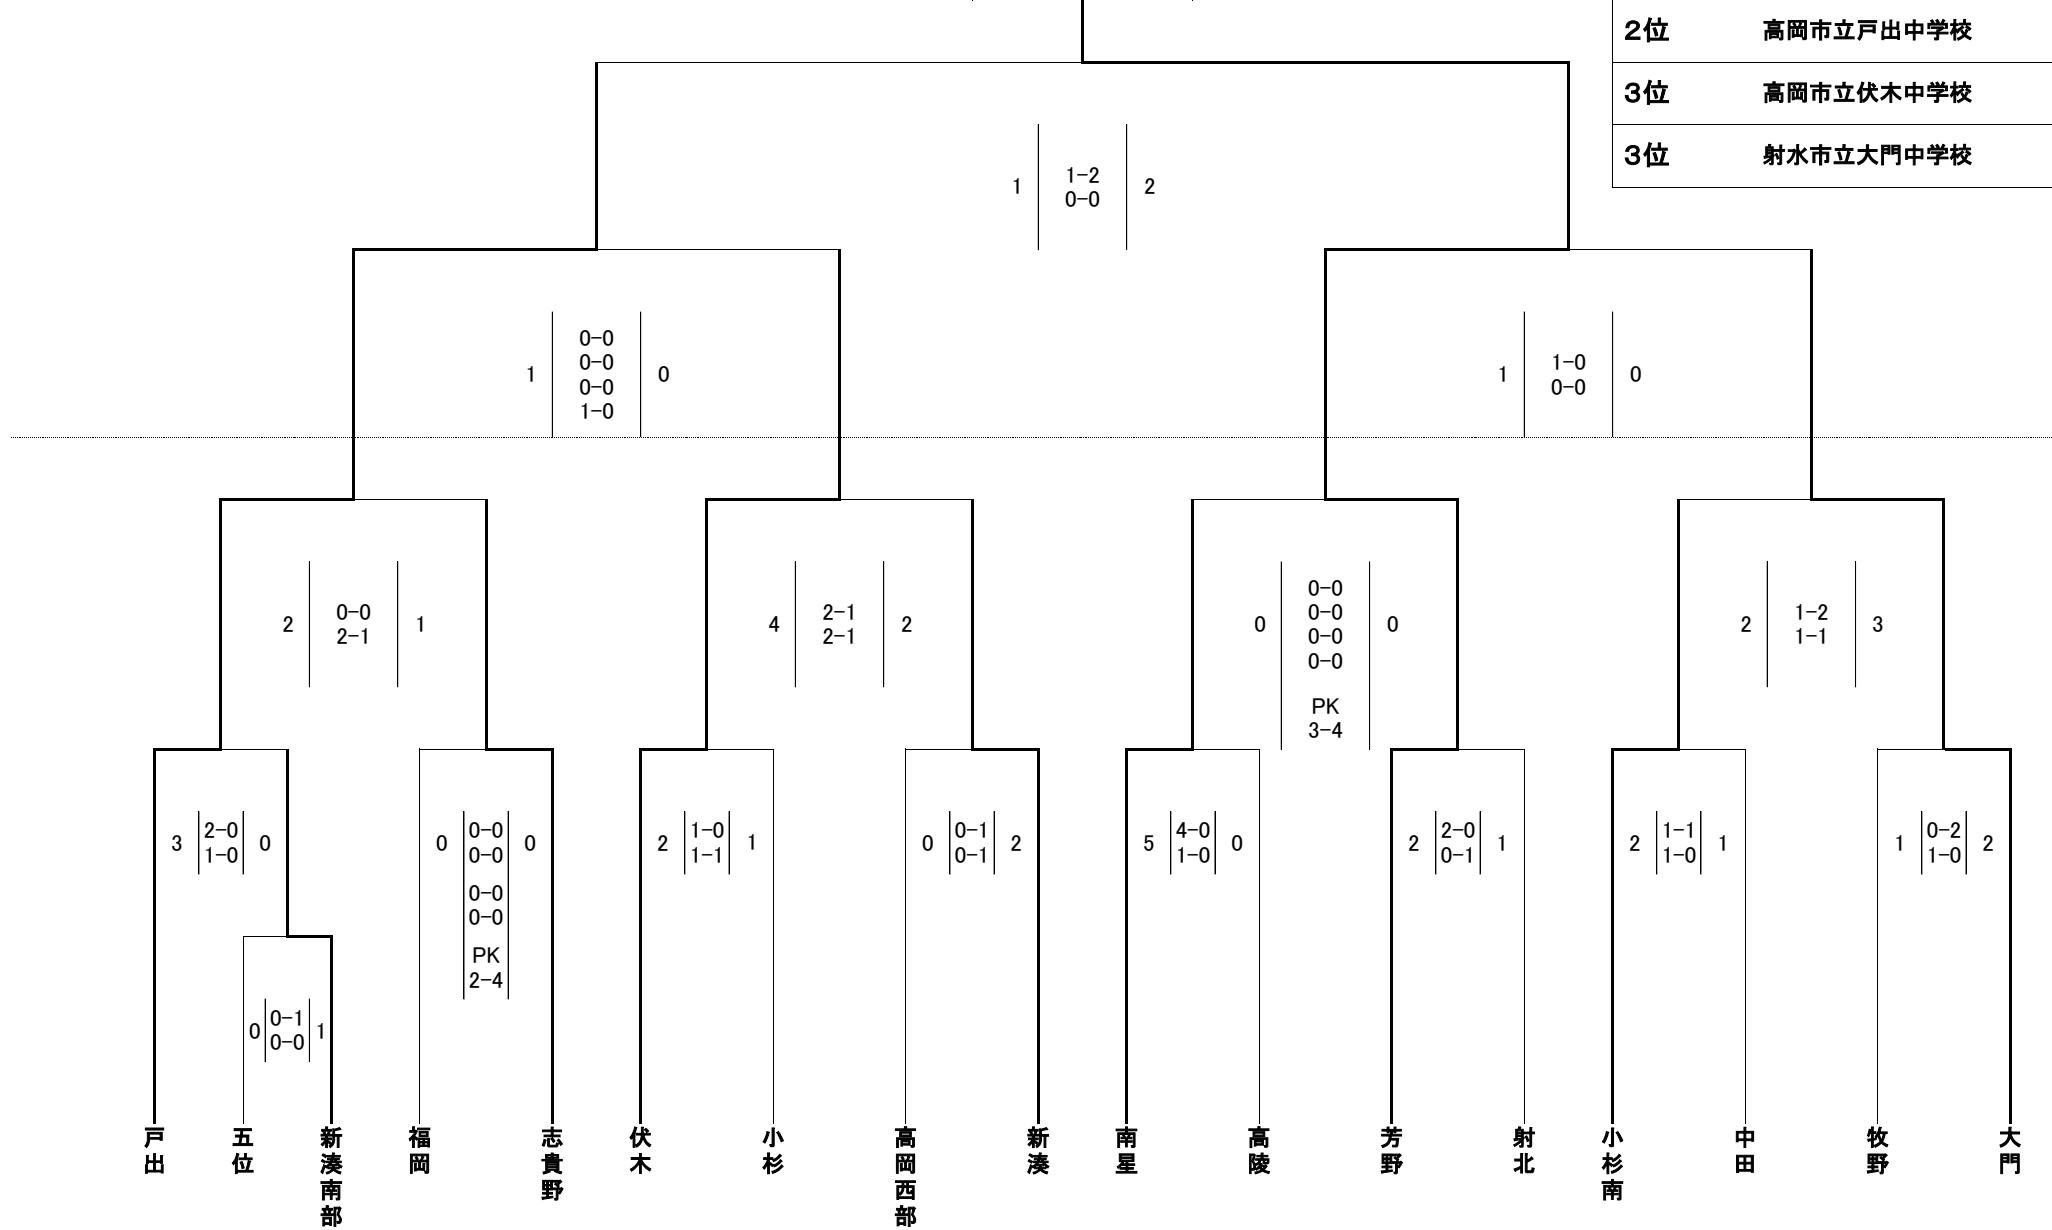 2位 高岡市立戸出中学校
3位 高岡市立伏木中学校
3位 射水市立大門中学校
1 1-2 2
0-0
1 0-0 0
0-0
0-0
1-0
1 1-0 0
0-0
2 0-0 1
2-1
4 2-1 2
2-1
0 0-0 0
0-0
0-0
0-0
PK
3-4
2 1-2 3
1-1
3 2-0 0
1-0
0 0-0 0
0-0
0-0
0-0
PK
2-4
2 1-0 1
1-1
0 0-1 2
0-1
5 4-0 0
1-0
2 2-0 1
0-1
2 1-1 1
1-0
1 0-2 2
1-0
0 0-1 1
0-0
戸出
五位
新湊南部
福岡
志貴野
伏木
小杉
高岡西部
新湊
南星
高陵
芳野
射北
小杉南
中田
牧野
大門